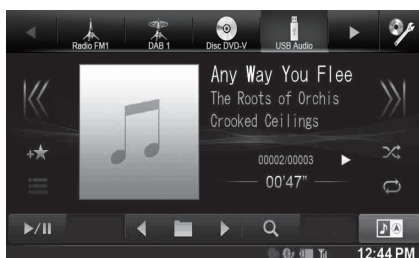 Radio FM1 DAB 1 Disc DVD-V USB Audio
Any Way You Flee
The Roots of Orchis
Crooked Ceilings
00002/00003
00'47"
12:44 PM